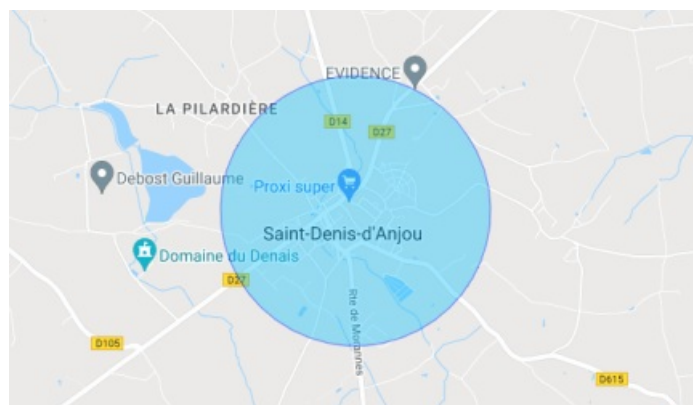 EVIDENCE
LA PILARDIÈRE
D14
D27
Debost Guillaume
Proxi super
Saint-Denis-d'Anjou
Domaine du Denais
D27
Rte de Morannes
D105
D615